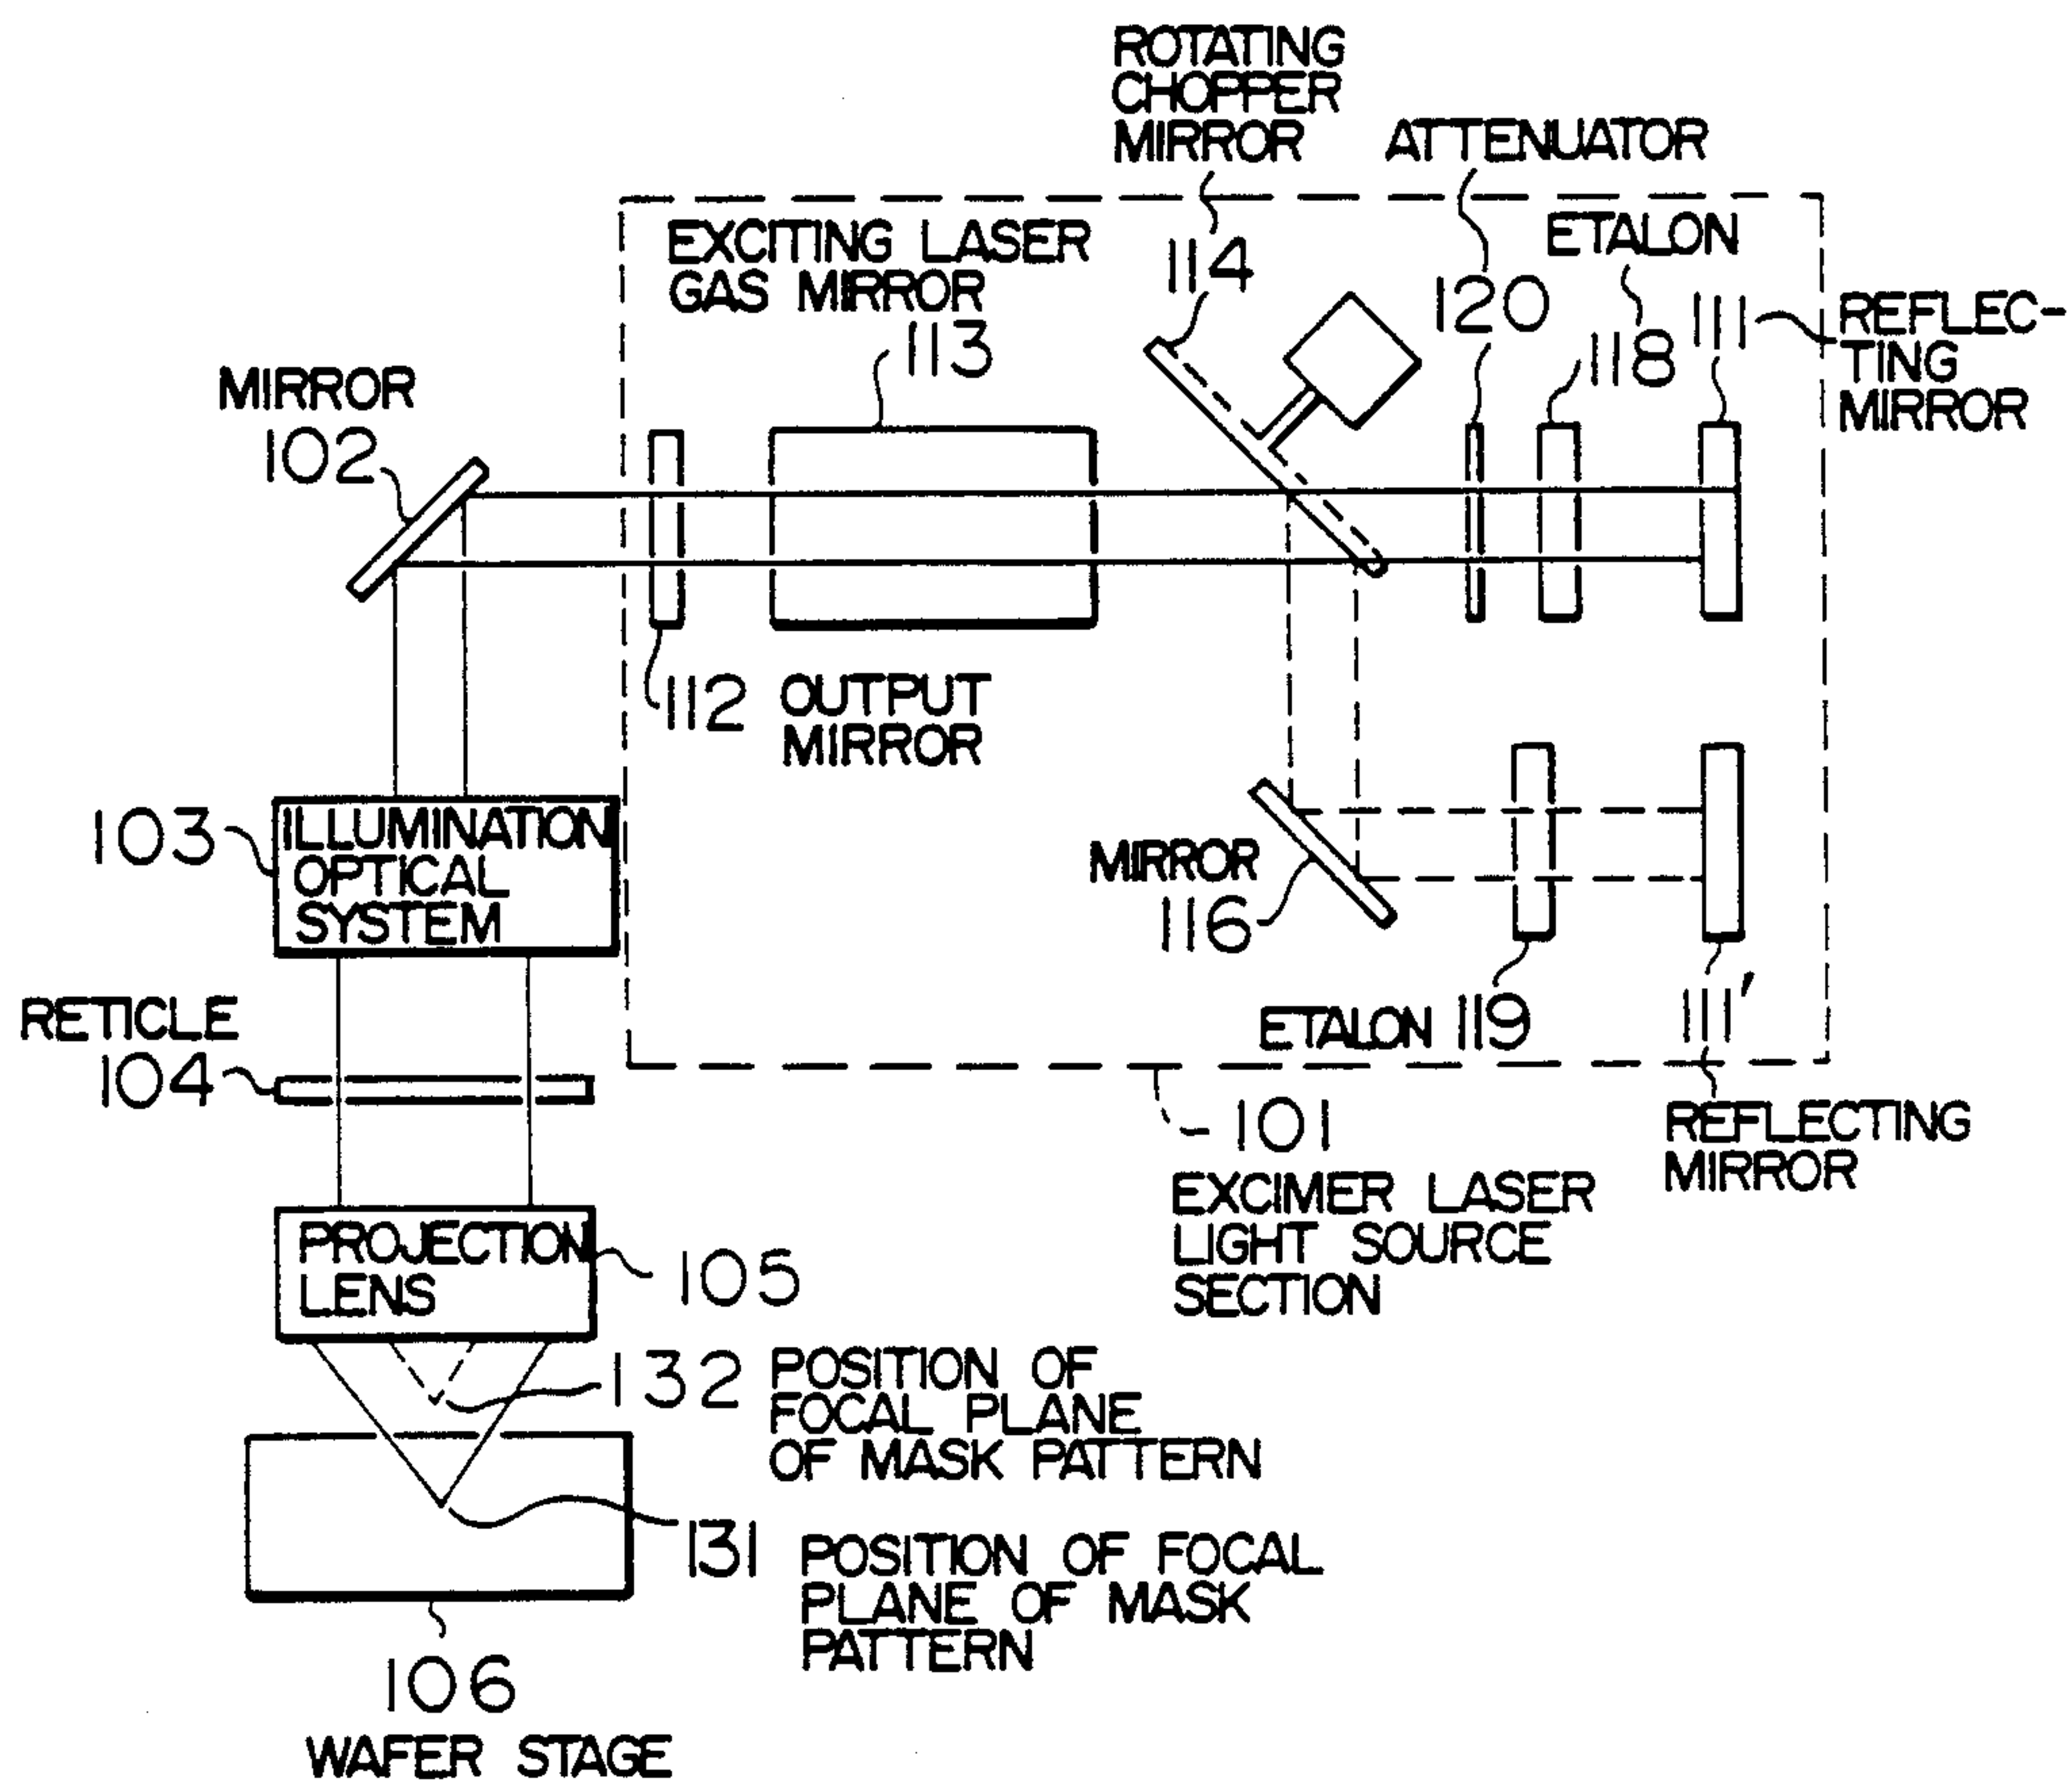 ROTATING
CHOPPER
MIRROR
114
ATTENUATOR
120
ETALON
118
111
REFLEC-
TING
MIRROR
EXCITING LASER
GAS MIRROR
113
MIRROR
102
112 OUTPUT
MIRROR
103
ILLUMINATION
OPTICAL
SYSTEM
MIRROR
116
ETALON 119
111'
REFLECTING
MIRROR
RETICLE
104
101
EXCIMER LASER
LIGHT SOURCE
SECTION
PROJECTION
LENS
105
132 POSITION OF
FOCAL PLANE
OF MASK PATTERN
131 POSITION OF FOCAL
PLANE OF MASK
PATTERN
106
WAFER STAGE